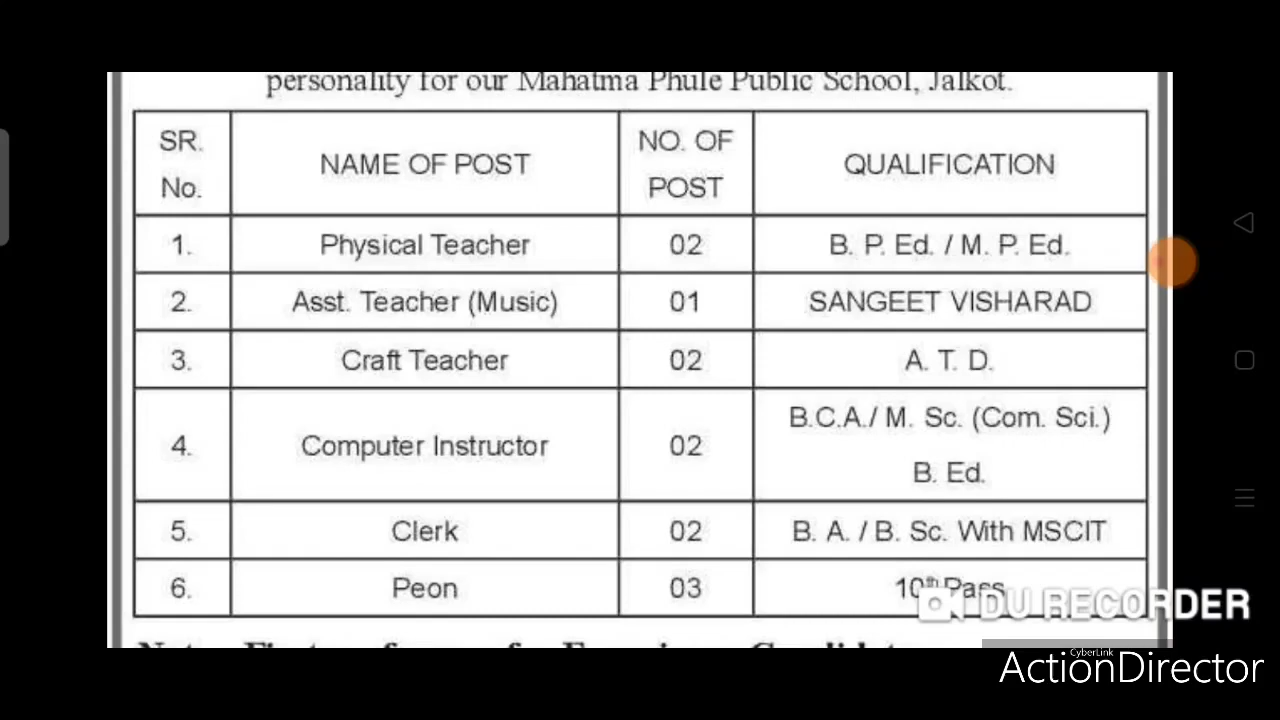 personality for our Mahatma Phule Public School, Jalkot.
SR. No. NAME OF POST NO. OF POST QUALIFICATION
1. Physical Teacher 02 B. P. Ed. / M. P. Ed.
2. Asst. Teacher (Music) 01 SANGEET VISHARAD
3. Craft Teacher 02 A. T. D.
4. Computer Instructor 02 B.C.A./ M. Sc. (Com. Sci.)
B. Ed.
5. Clerk 02 B. A. / B. Sc. With MSCIT
6. Peon 03 10th Pass
DU RECORDER
CyberLink
ActionDirector